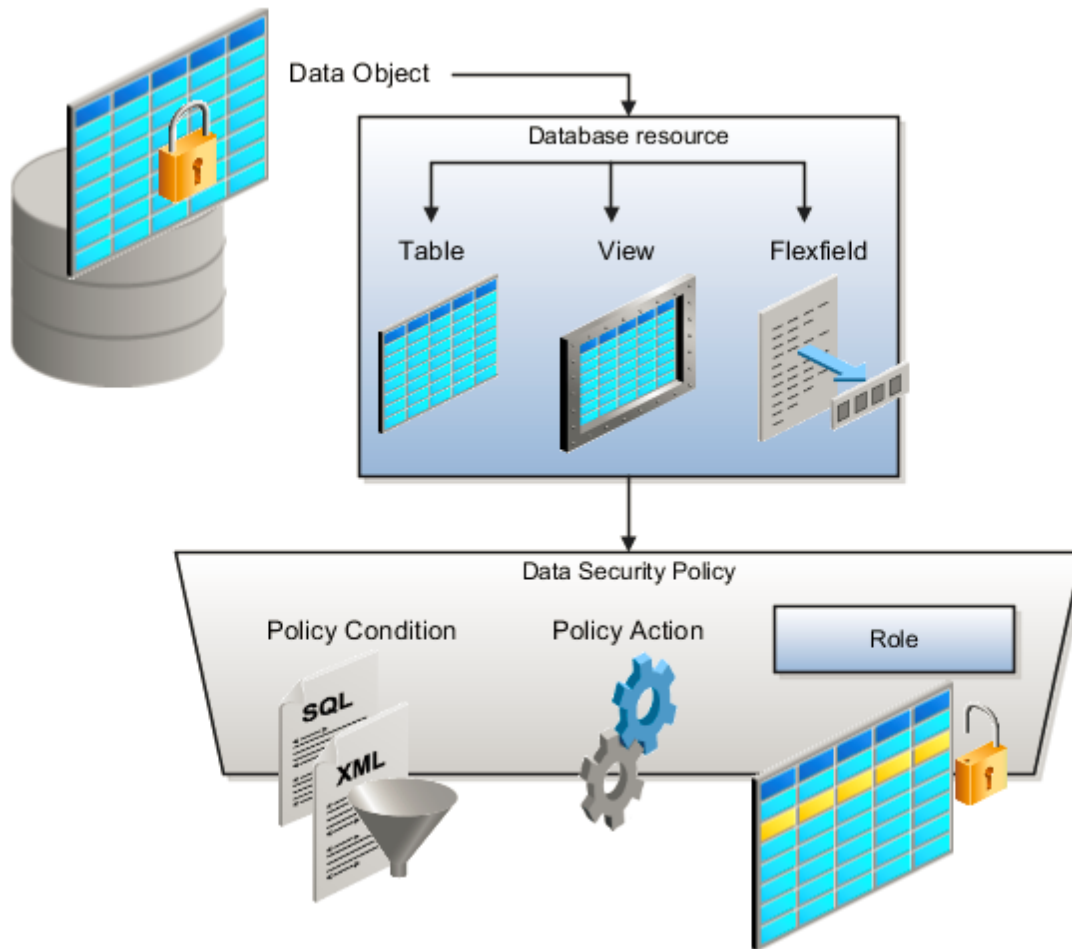 Data Object
Database resource
Table
View
Flexfield
Data Security Policy
Policy Condition
Policy Action
Role
SQL
XML